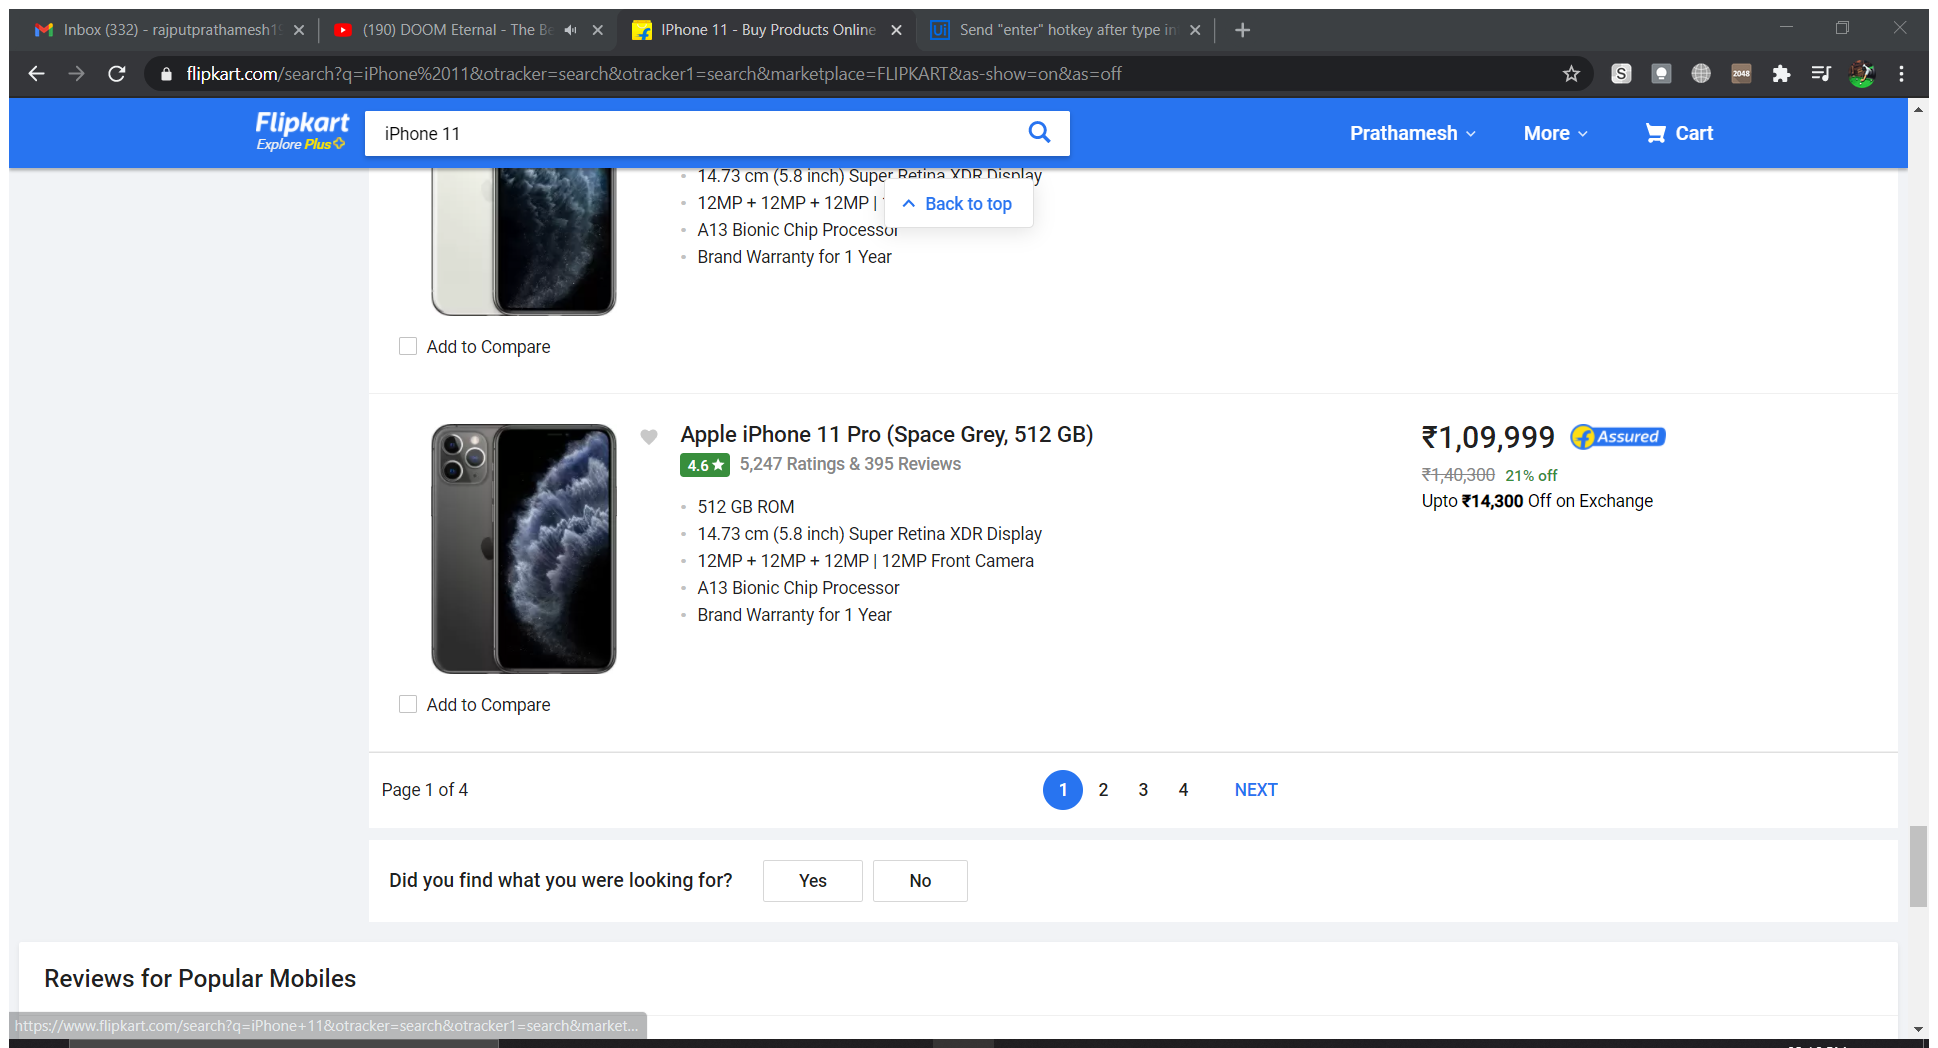 Inbox (332) - rajputprathamesh19
(190) DOOM Eternal - The Be
IPhone 11 - Buy Products Online
Ui
Send "enter" hotkey after type in
flipkart.com/search?q=iPhone%2011&otracker=search&otracker1=search&marketplace=FLIPKART&as-show=on&as=off
S
2048
Flipkart
Explore Plus
iPhone 11
Prathamesh
More
Cart
14.73 cm (5.8 inch) Super Retina XDR Display
12MP + 12MP + 12MP |
Back to top
A13 Bionic Chip Processor
Brand Warranty for 1 Year
Add to Compare
Apple iPhone 11 Pro (Space Grey, 512 GB)
₹1,09,999
Assured
4.6★ 5,247 Ratings & 395 Reviews
₹1,40,300 21% off
Upto ₹14,300 Off on Exchange
512 GB ROM
14.73 cm (5.8 inch) Super Retina XDR Display
12MP + 12MP + 12MP | 12MP Front Camera
A13 Bionic Chip Processor
Brand Warranty for 1 Year
Add to Compare
Page 1 of 4
1 2 3 4 NEXT
Did you find what you were looking for?
Yes
No
Reviews for Popular Mobiles
https://www.flipkart.com/search?q=iPhone+11&otracker=search&otracker1=search&market...